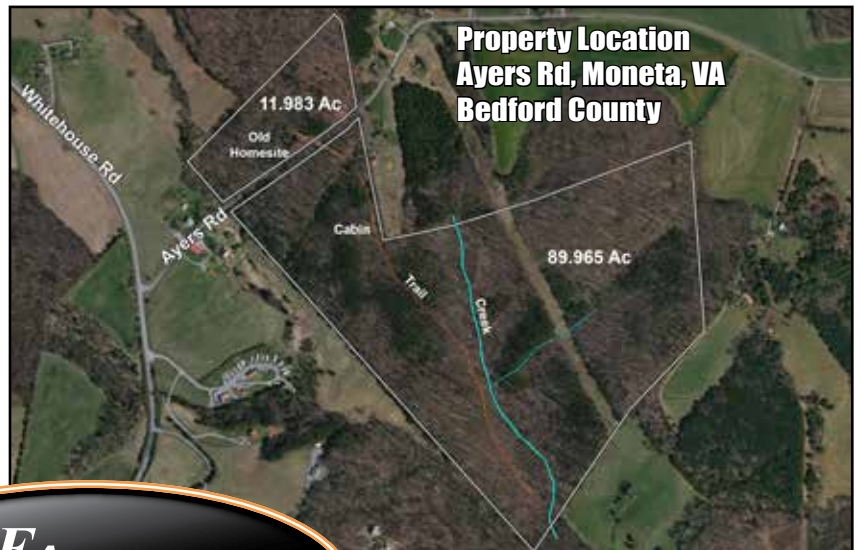 Property Location
Ayers Rd, Moneta, VA
Bedford County
11.983 Ac
Old
Homesite
Whitehouse Rd
Ayers Rd
Cabin
Trail
Creek
89.965 Ac